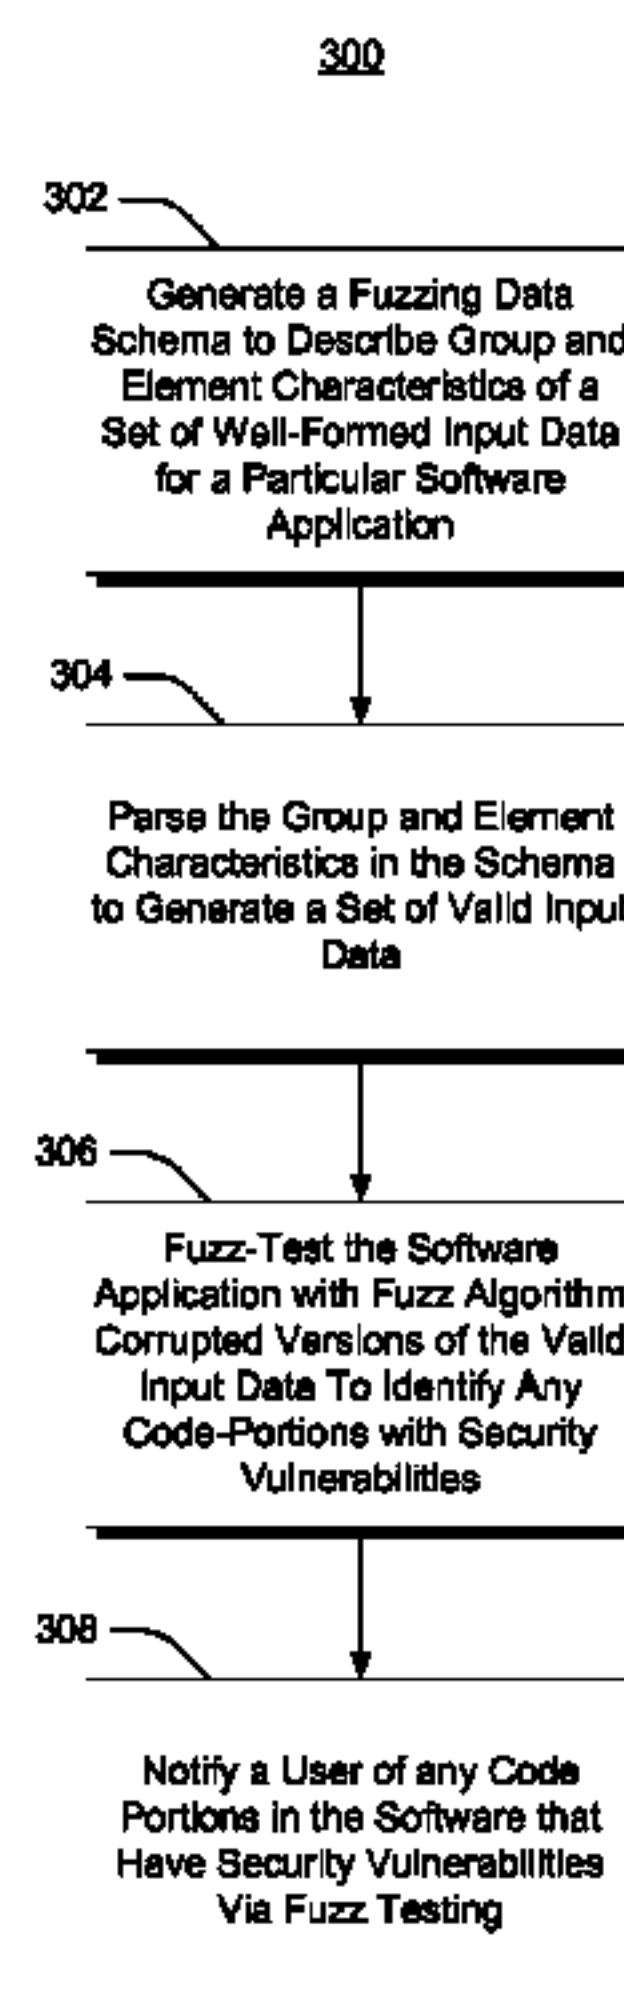 300
302
Generate a Fuzzing Data
Schema to Describe Group and
Element Characteristics of a
Set of Well-Formed Input Data
for a Particular Software
Application
304
Parse the Group and Element
Characteristics in the Schema
to Generate a Set of Valid Input
Data
306
Fuzz-Test the Software
Application with Fuzz Algorithm
Corrupted Versions of the Valid
Input Data To Identify Any
Code-Portions with Security
Vulnerabilities
308
Notify a User of any Code
Portions in the Software that
Have Security Vulnerabilities
Via Fuzz Testing